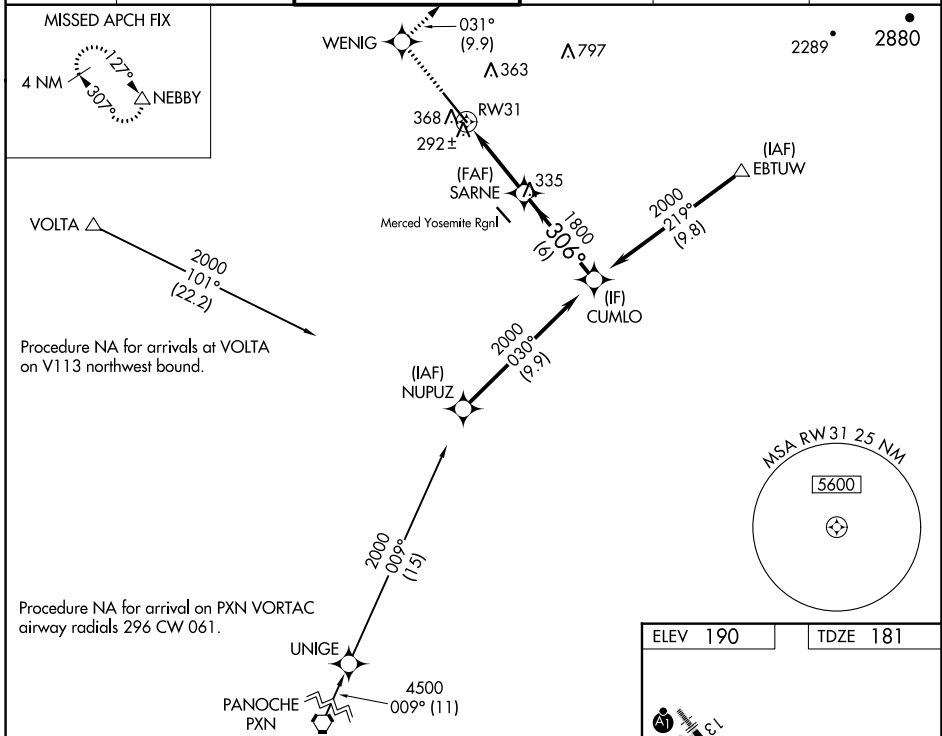 MISSED APCH FIX
4 NM
127°
307°
NEBBY
WENIG
031°
(9.9)
797
363
2289
2880
368
RW31
292±
(FAF)
SARNE
335
Merced Yosemite Rgnl
(IAF)
EBTUW
2000
219°
(9.8)
1800
306°
(6)
VOLTA
2000
101°
(22.2)
(IF)
CUMLO
Procedure NA for arrivals at VOLTA
on V113 northwest bound.
2000
030°
(9.9)
(IAF)
NUPUZ
MSA RW31 25 NM
5600
2000
009°
(15)
Procedure NA for arrival on PXN VORTAC
airway radials 296 CW 061.
UNIGE
PANOCHE
PXN
4500
009° (11)
ELEV 190
TDZE 181
A1
13